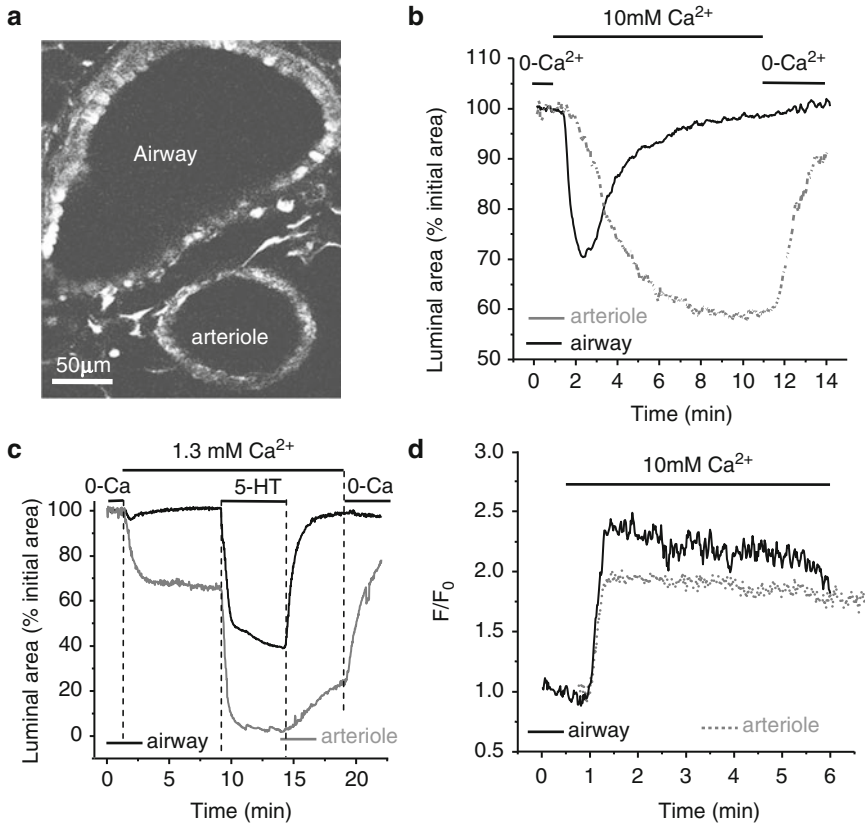 a
Airway
arteriole
50μm
b
10mM Ca²⁺
0-Ca²⁺
0-Ca²⁺
Luminal area (% initial area)
110
100
90
80
70
60
50
arteriole
airway
0 2 4 6 8 10 12 14
Time (min)
c
1.3 mM Ca²⁺
0-Ca
5-HT
0-Ca
Luminal area (% initial area)
100
80
60
40
20
0
airway
arteriole
0 5 10 15 20
Time (min)
d
10mM Ca²⁺
F/F₀
3.0
2.5
2.0
1.5
1.0
0.5
airway
arteriole
0 1 2 3 4 5 6
Time (min)